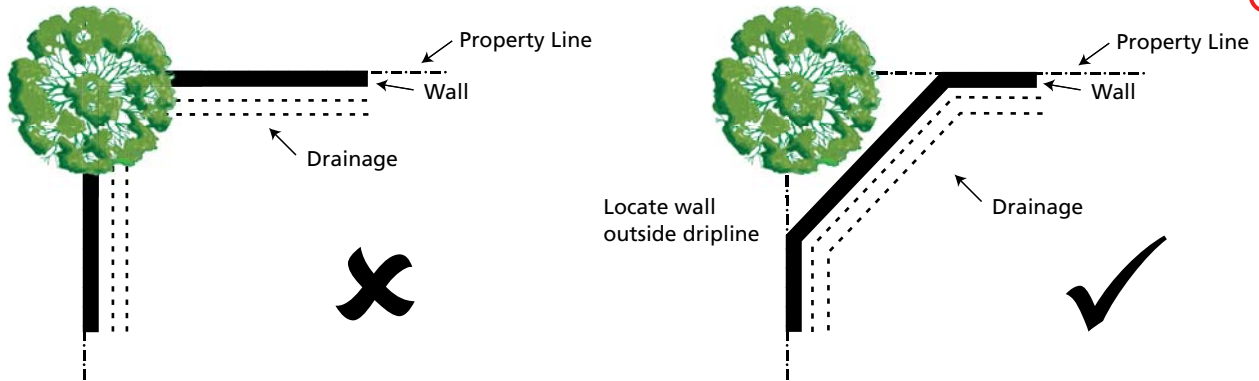 Property Line
Wall
Drainage
Property Line
Wall
Drainage
Locate wall
outside dripline